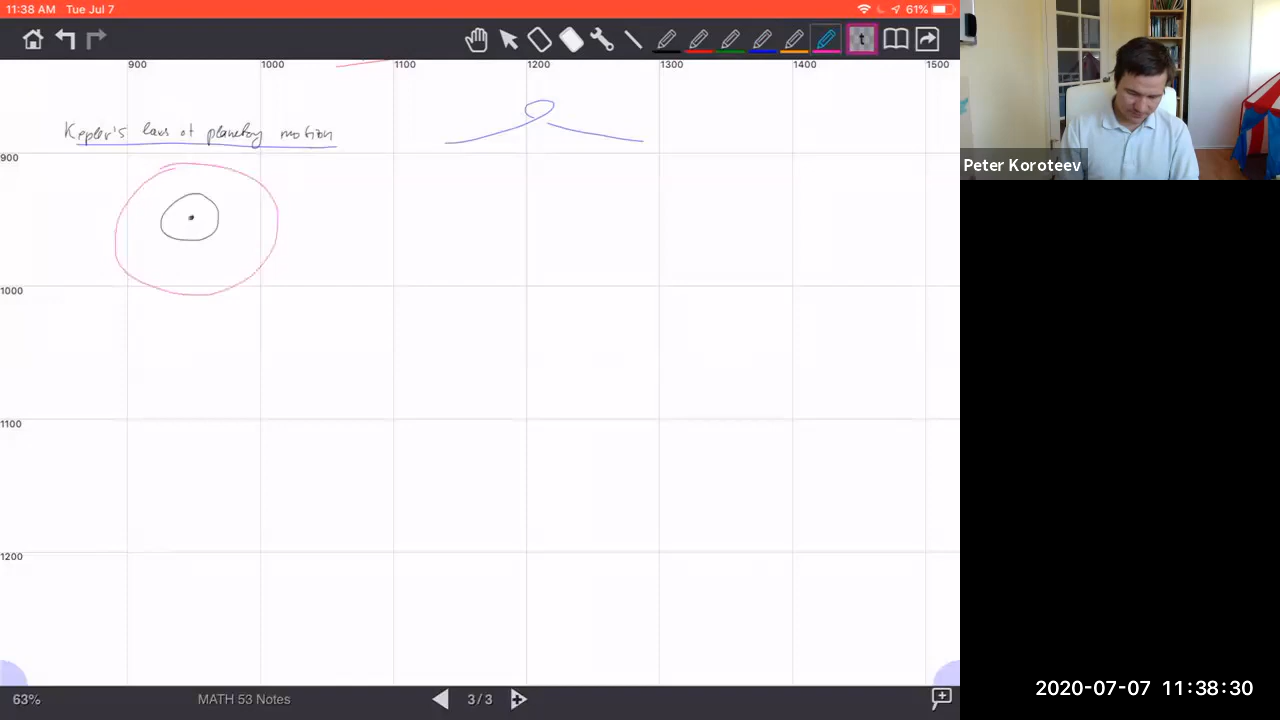 11:38 AM Tue Jul 7
61%
t
900 1000 1100 1200 1300 1400 1500
Kepler's laws of planetary motion
900
Peter Koroteev
1000
1100
1200
63%
MATH 53 Notes
3/3
2020-07-07 11:38:30